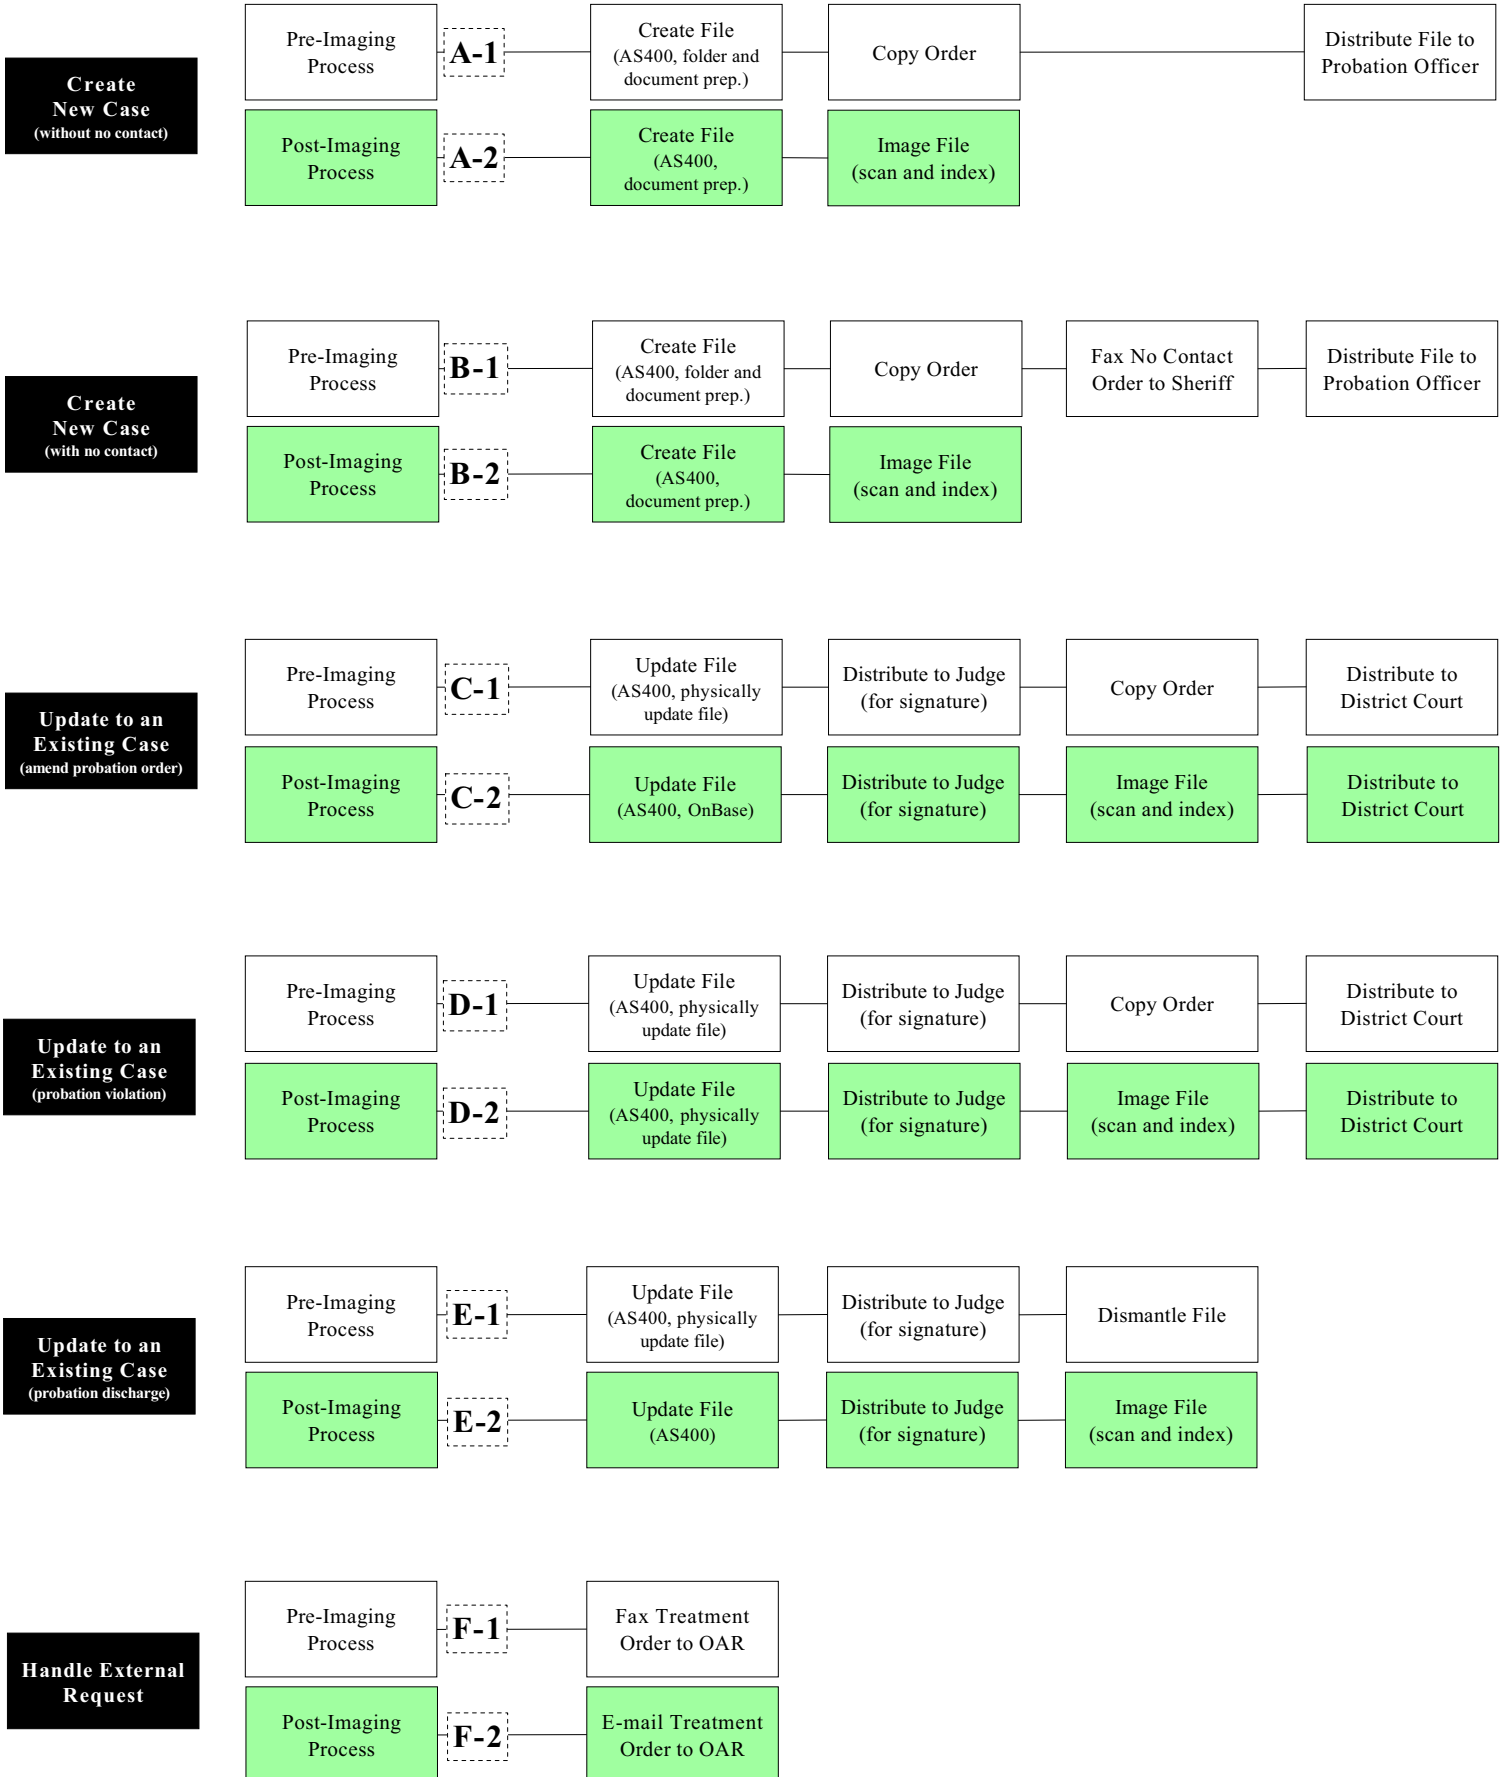 Create
New Case
(without no contact)
Pre-Imaging
Process
A-1
Create File
(AS400, folder and
document prep.)
Copy Order
Distribute File to
Probation Officer
Post-Imaging
Process
A-2
Create File
(AS400,
document prep.)
Image File
(scan and index)
Create
New Case
(with no contact)
Pre-Imaging
Process
B-1
Create File
(AS400, folder and
document prep.)
Copy Order
Fax No Contact
Order to Sheriff
Distribute File to
Probation Officer
Post-Imaging
Process
B-2
Create File
(AS400,
document prep.)
Image File
(scan and index)
Update to an
Existing Case
(amend probation order)
Pre-Imaging
Process
C-1
Update File
(AS400, physically
update file)
Distribute to Judge
(for signature)
Copy Order
Distribute to
District Court
Post-Imaging
Process
C-2
Update File
(AS400, OnBase)
Distribute to Judge
(for signature)
Image File
(scan and index)
Distribute to
District Court
Update to an
Existing Case
(probation violation)
Pre-Imaging
Process
D-1
Update File
(AS400, physically
update file)
Distribute to Judge
(for signature)
Copy Order
Distribute to
District Court
Post-Imaging
Process
D-2
Update File
(AS400, physically
update file)
Distribute to Judge
(for signature)
Image File
(scan and index)
Distribute to
District Court
Update to an
Existing Case
(probation discharge)
Pre-Imaging
Process
E-1
Update File
(AS400, physically
update file)
Distribute to Judge
(for signature)
Dismantle File
Post-Imaging
Process
E-2
Update File
(AS400)
Distribute to Judge
(for signature)
Image File
(scan and index)
Handle External
Request
Pre-Imaging
Process
F-1
Fax Treatment
Order to OAR
Post-Imaging
Process
F-2
E-mail Treatment
Order to OAR